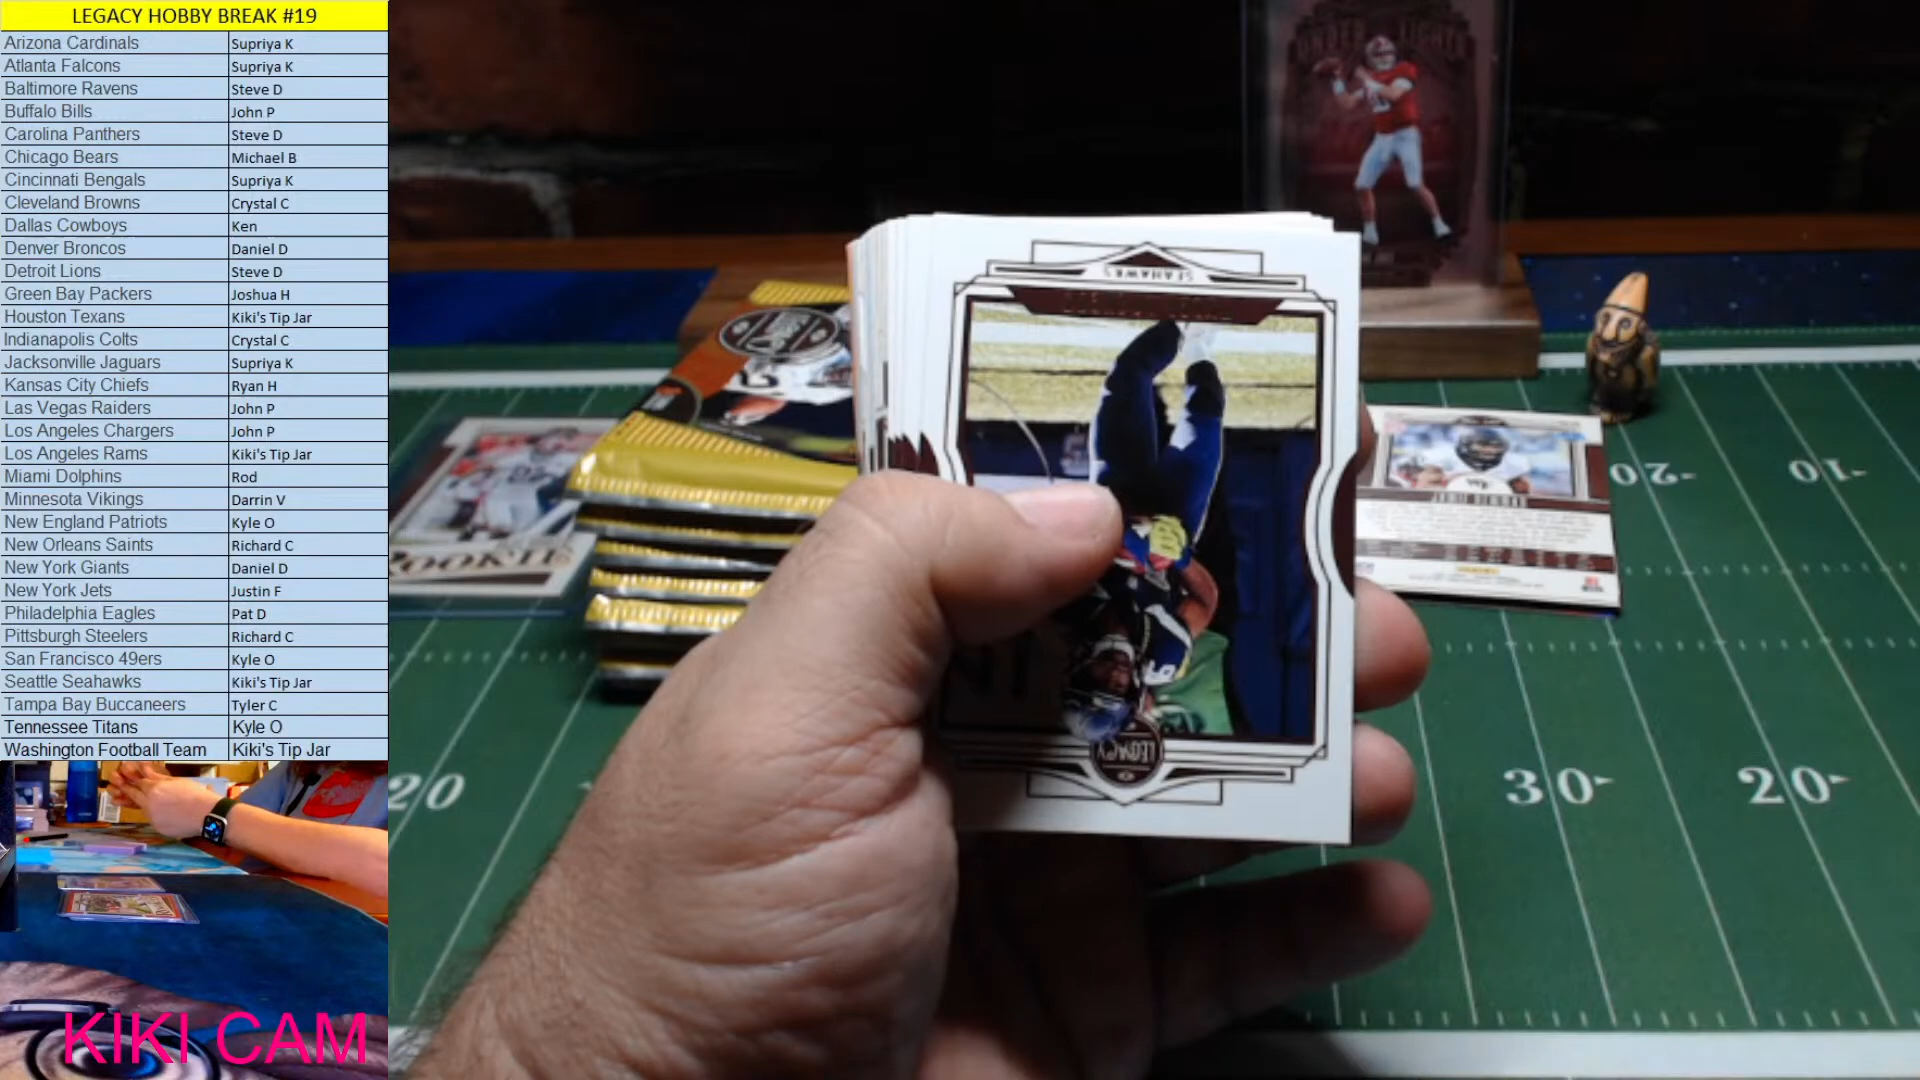 LEGACY HOBBY BREAK #19
Arizona Cardinals Supriya K
Atlanta Falcons Supriya K
Baltimore Ravens Steve D
Buffalo Bills John P
Carolina Panthers Steve D
Chicago Bears Michael B
Cincinnati Bengals Supriya K
Cleveland Browns Crystal C
Dallas Cowboys Ken
Denver Broncos Daniel D
Detroit Lions Steve D
Green Bay Packers Joshua H
Houston Texans Kiki's Tip Jar
Indianapolis Colts Crystal C
Jacksonville Jaguars Supriya K
Kansas City Chiefs Ryan H
Las Vegas Raiders John P
Los Angeles Chargers John P
Los Angeles Rams Kiki's Tip Jar
Miami Dolphins Rod
Minnesota Vikings Darrin V
New England Patriots Kyle O
New Orleans Saints Richard C
New York Giants Daniel D
New York Jets Justin F
Philadelphia Eagles Pat D
Pittsburgh Steelers Richard C
San Francisco 49ers Kyle O
Seattle Seahawks Kiki's Tip Jar
Tampa Bay Buccaneers Tyler C
Tennessee Titans Kyle O
Washington Football Team Kiki's Tip Jar
KIKI CAM
UNDER LIGHTS
SEAHAWKS
LEGACY
ROOKIE
20
10
20
30
20